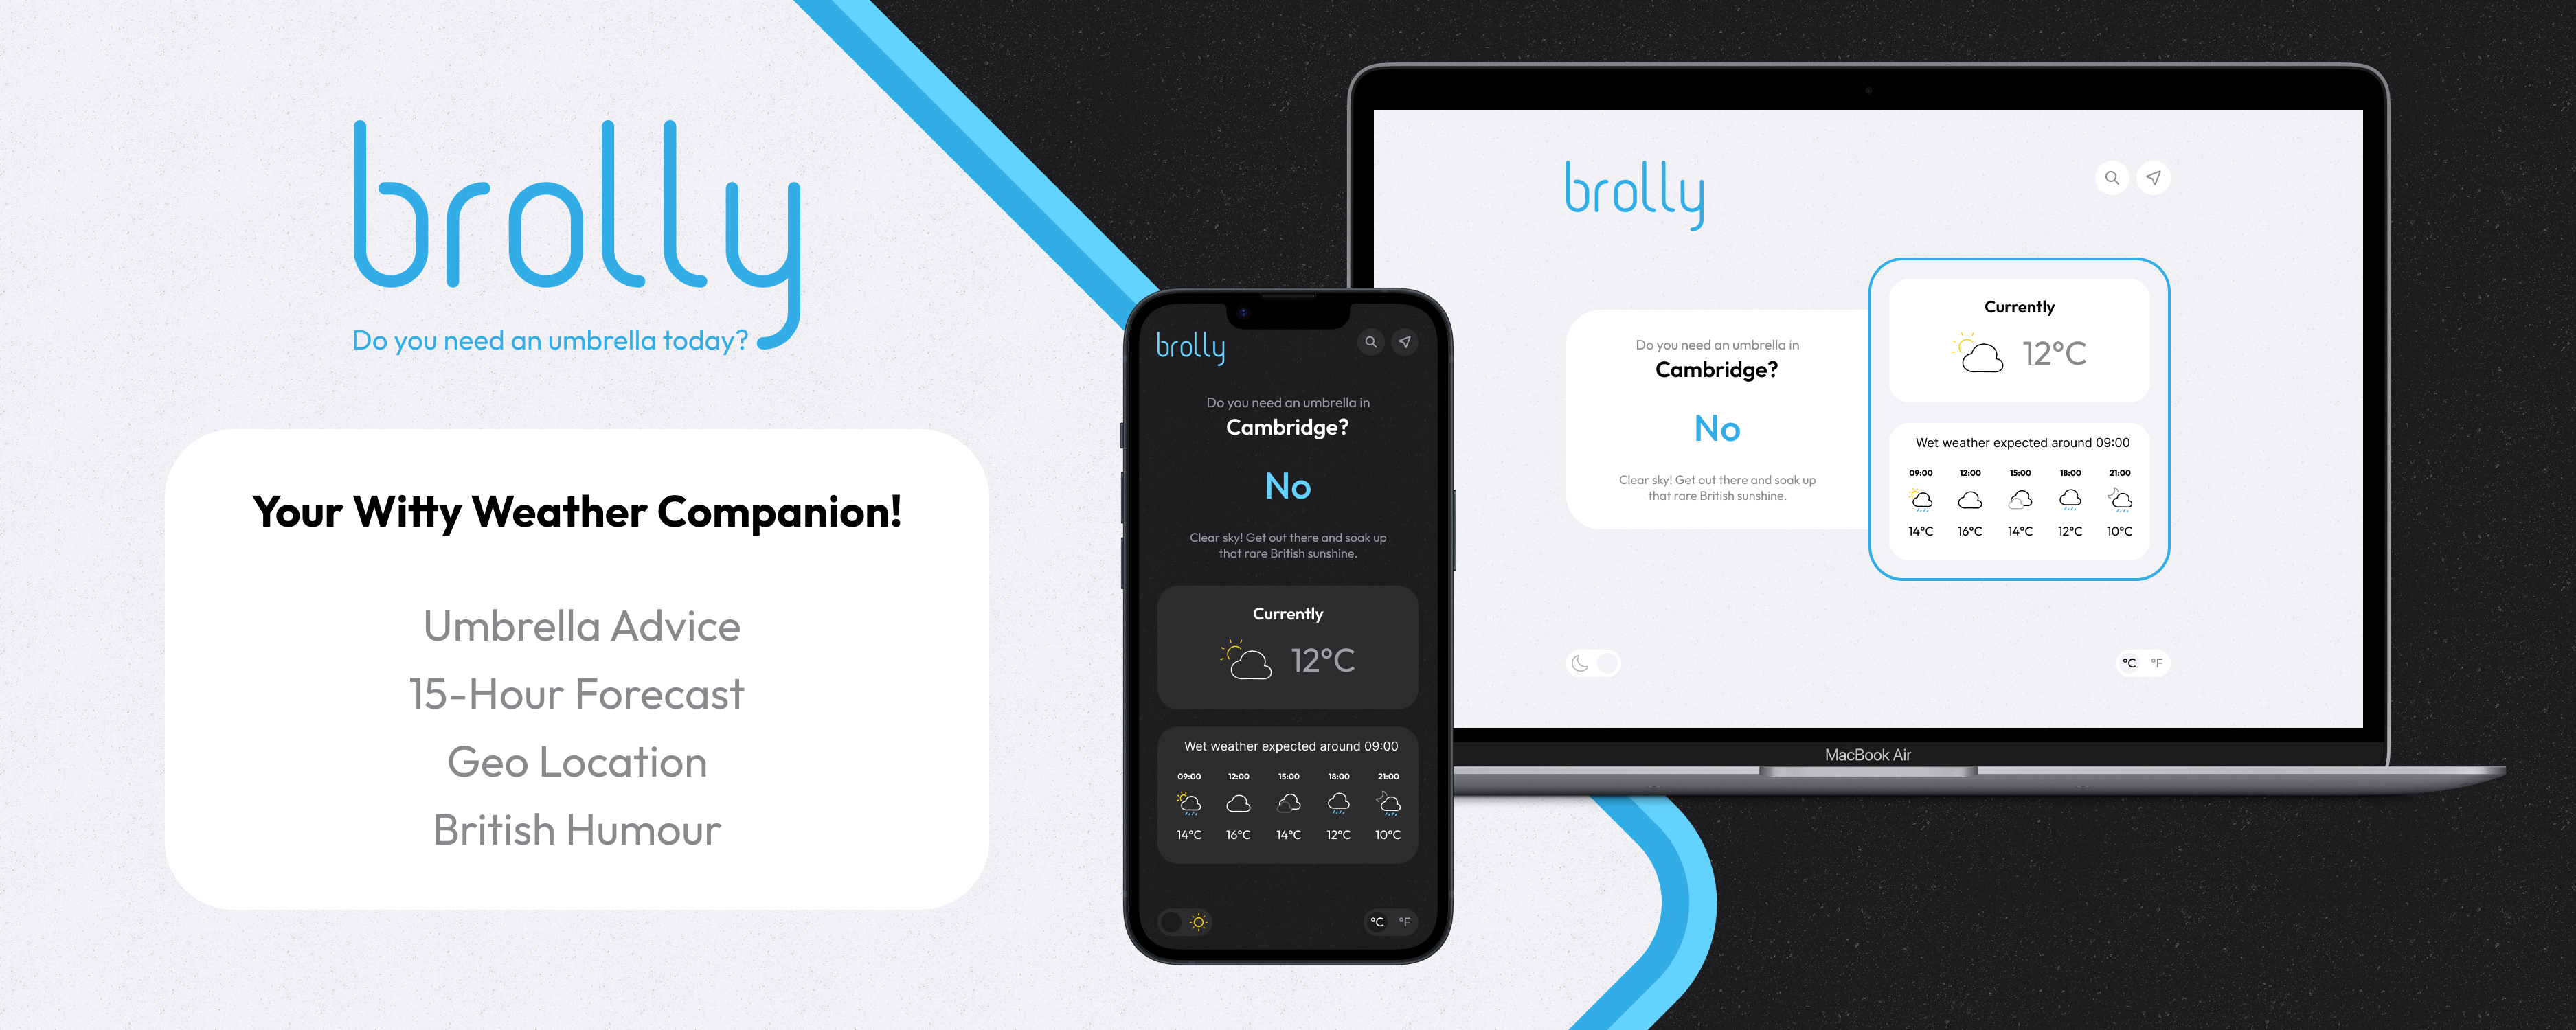 brolly
Do you need an umbrella today?
Your Witty Weather Companion!
Umbrella Advice
15-Hour Forecast
Geo Location
British Humour
brolly
Do you need an umbrella in
Cambridge?
No
Clear sky! Get out there and soak up
that rare British sunshine.
Currently
12°C
Wet weather expected around 09:00
09:00 12:00 15:00 18:00 21:00
14°C 16°C 14°C 12°C 10°C
°C °F
brolly
Do you need an umbrella in
Cambridge?
No
Clear sky! Get out there and soak up
that rare British sunshine.
Currently
12°C
Wet weather expected around 09:00
09:00 12:00 15:00 18:00 21:00
14°C 16°C 14°C 12°C 10°C
°C °F
MacBook Air